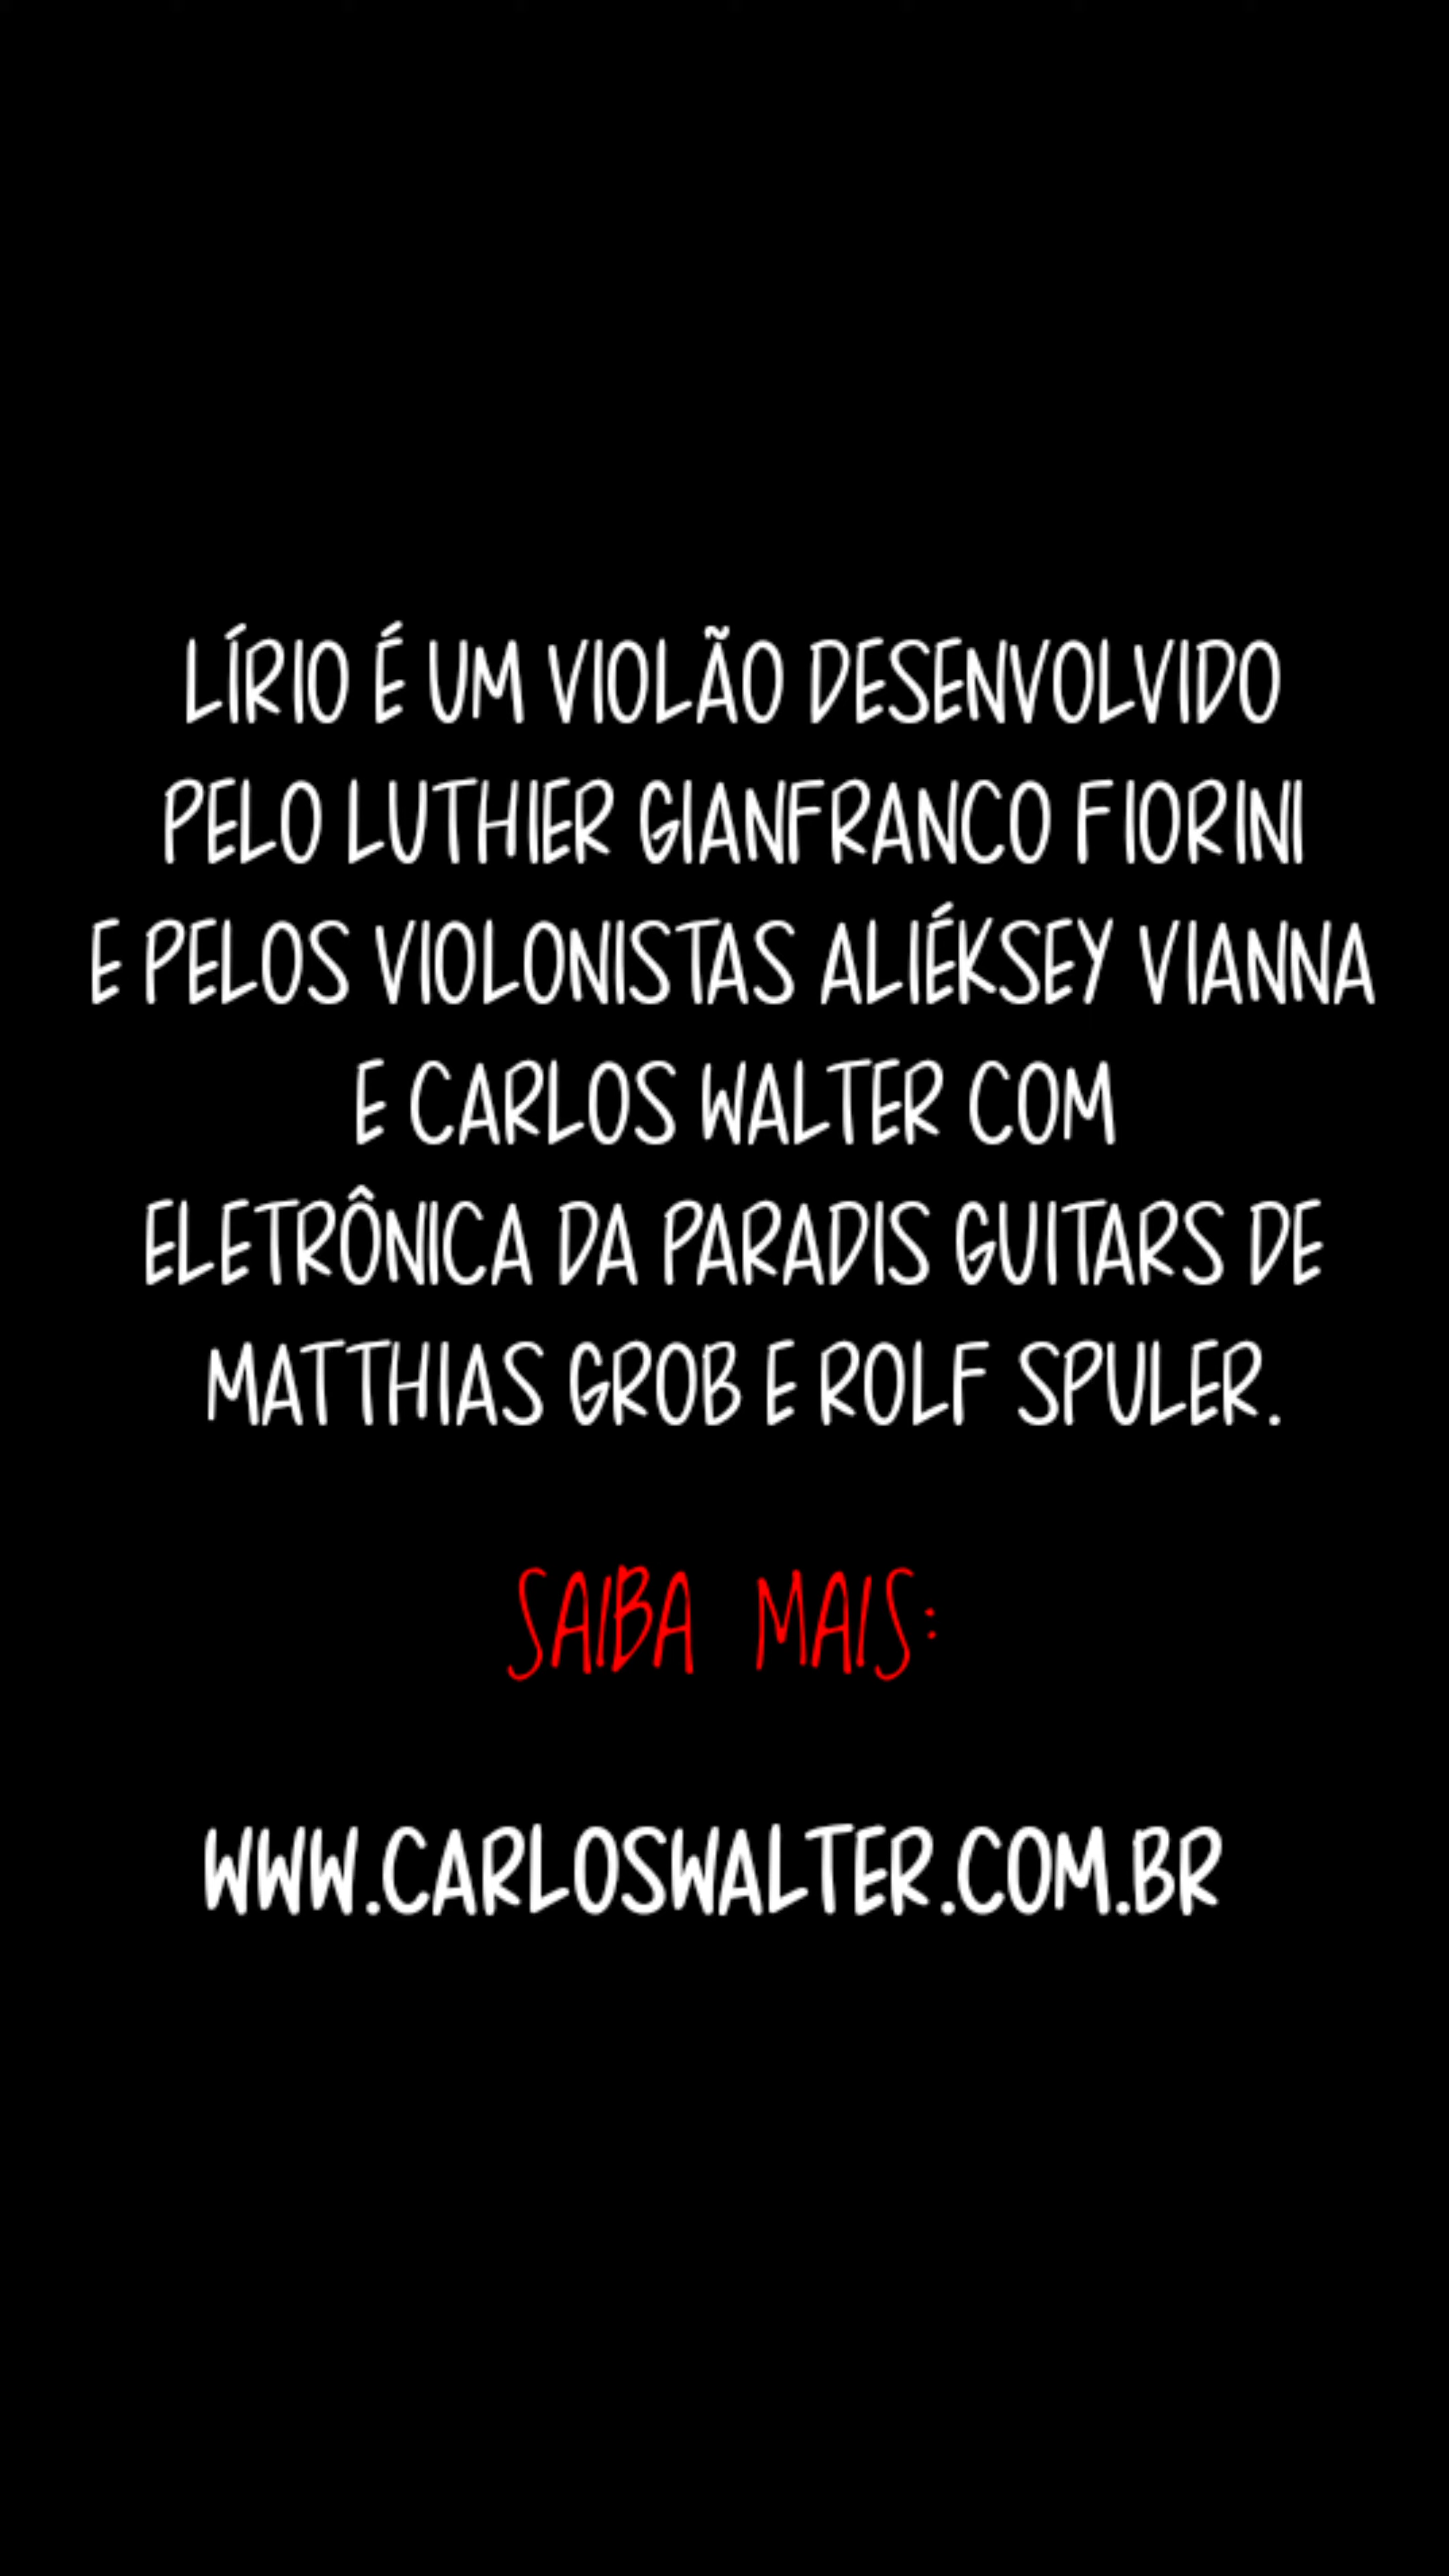 LÍRIO É UM VIOLÃO DESENVOLVIDO
PELO LUTHIER GIANFRANCO FIORINI
E PELOS VIOLONISTAS ALIÉKSEY VIANNA
E CARLOS WALTER COM
ELETRÔNICA DA PARADIS GUITARS DE
MATTHIAS GROB E ROLF SPULER.
SAIBA MAIS:
WWW.CARLOSWALTER.COM.BR